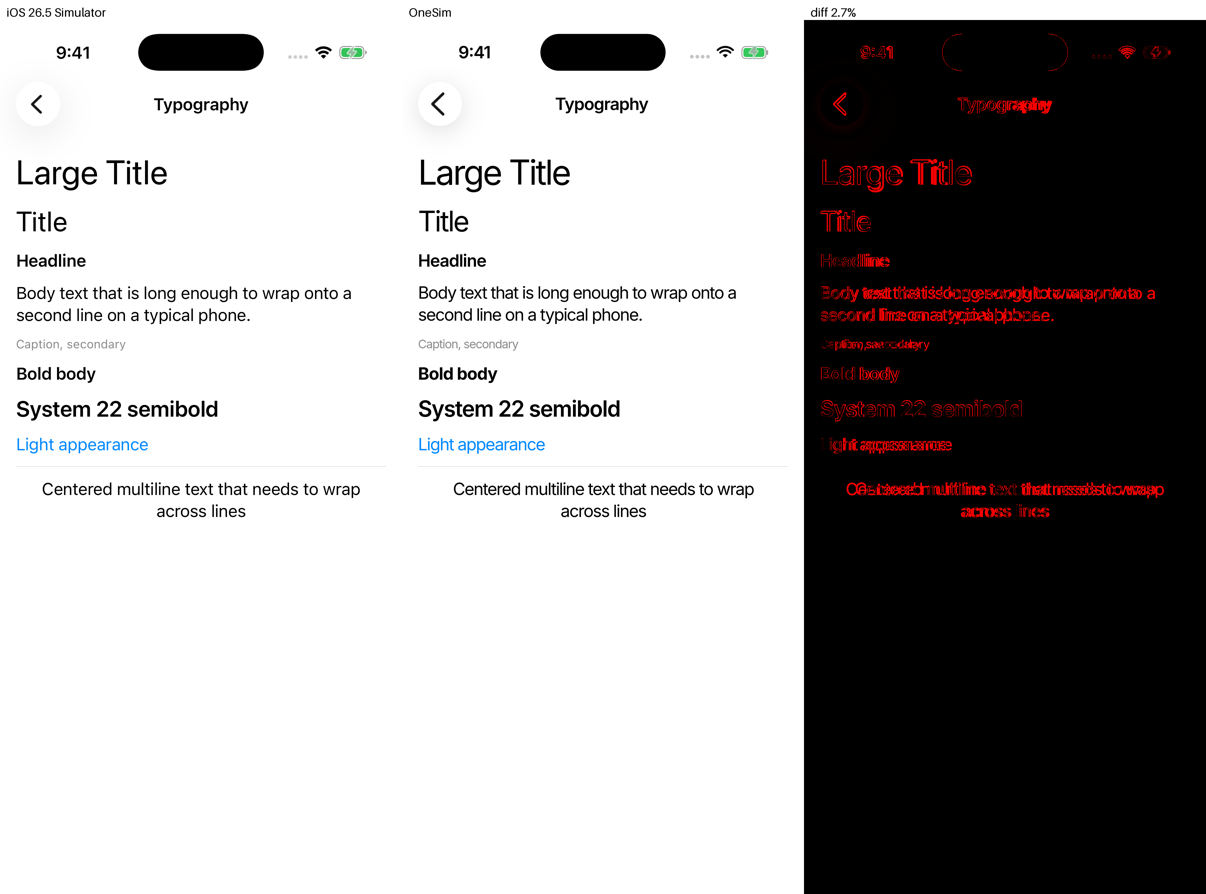 iOS 26.5 Simulator
9:41
Typography
Large Title
Title
Headline
Body text that is long enough to wrap onto a
second line on a typical phone.
Caption, secondary
Bold body
System 22 semibold
Light appearance
Centered multiline text that needs to wrap
across lines
OneSim
9:41
Typography
Large Title
Title
Headline
Body text that is long enough to wrap onto a
second line on a typical phone.
Caption, secondary
Bold body
System 22 semibold
Light appearance
Centered multiline text that needs to wrap
across lines
diff 2.7%
9:41
Typography
Large Title
Title
Headline
Bold body
System 22 semibold
Light appearance
across lines